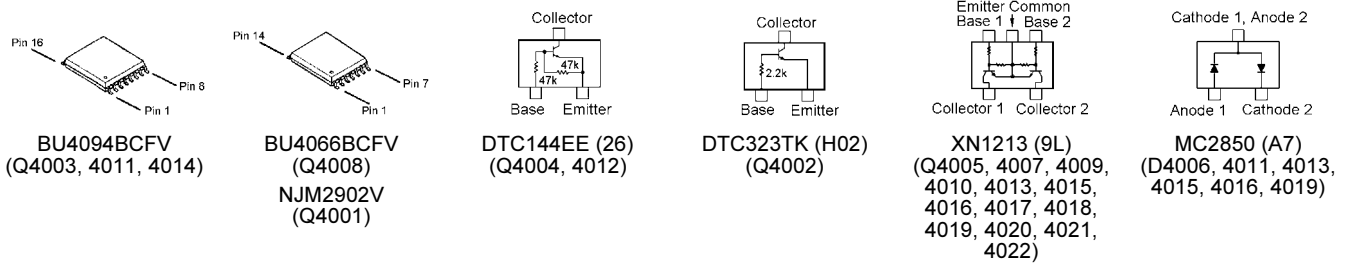 Pin 16
Pin 8
Pin 1
BU4094BCFV
(Q4003, 4011, 4014)
Pin 14
Pin 7
Pin 1
BU4066BCFV
(Q4008)
NJM2902V
(Q4001)
Collector
47k
47k
Base Emitter
DTC144EE (26)
(Q4004, 4012)
Collector
2.2k
Base Emitter
DTC323TK (H02)
(Q4002)
Emitter Common
Base 1 Base 2
Collector 1 Collector 2
XN1213 (9L)
(Q4005, 4007, 4009,
4010, 4013, 4015,
4016, 4017, 4018,
4019, 4020, 4021,
4022)
Cathode 1, Anode 2
Anode 1 Cathode 2
MC2850 (A7)
(D4006, 4011, 4013,
4015, 4016, 4019)